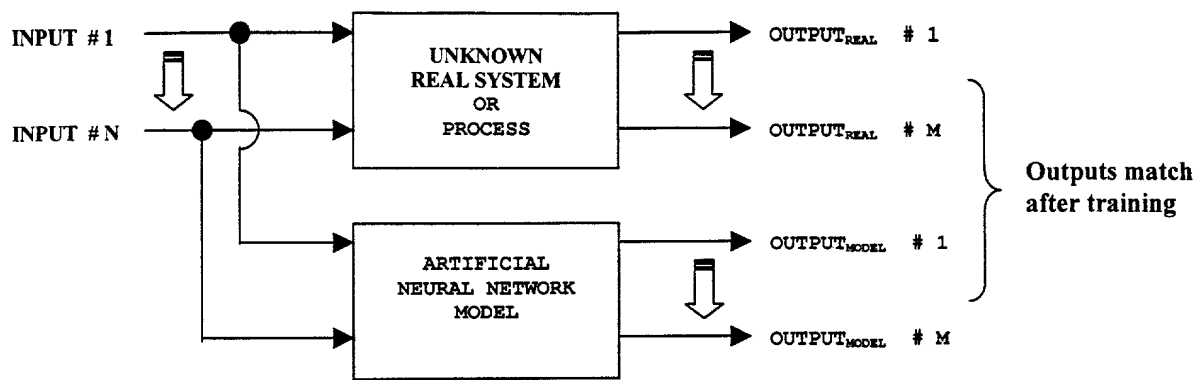 INPUT #1
INPUT #N
UNKNOWN
REAL SYSTEM
OR
PROCESS
OUTPUTREAL # 1
OUTPUTREAL # M
ARTIFICIAL
NEURAL NETWORK
MODEL
OUTPUTMODEL # 1
OUTPUTMODEL # M
Outputs match
after training